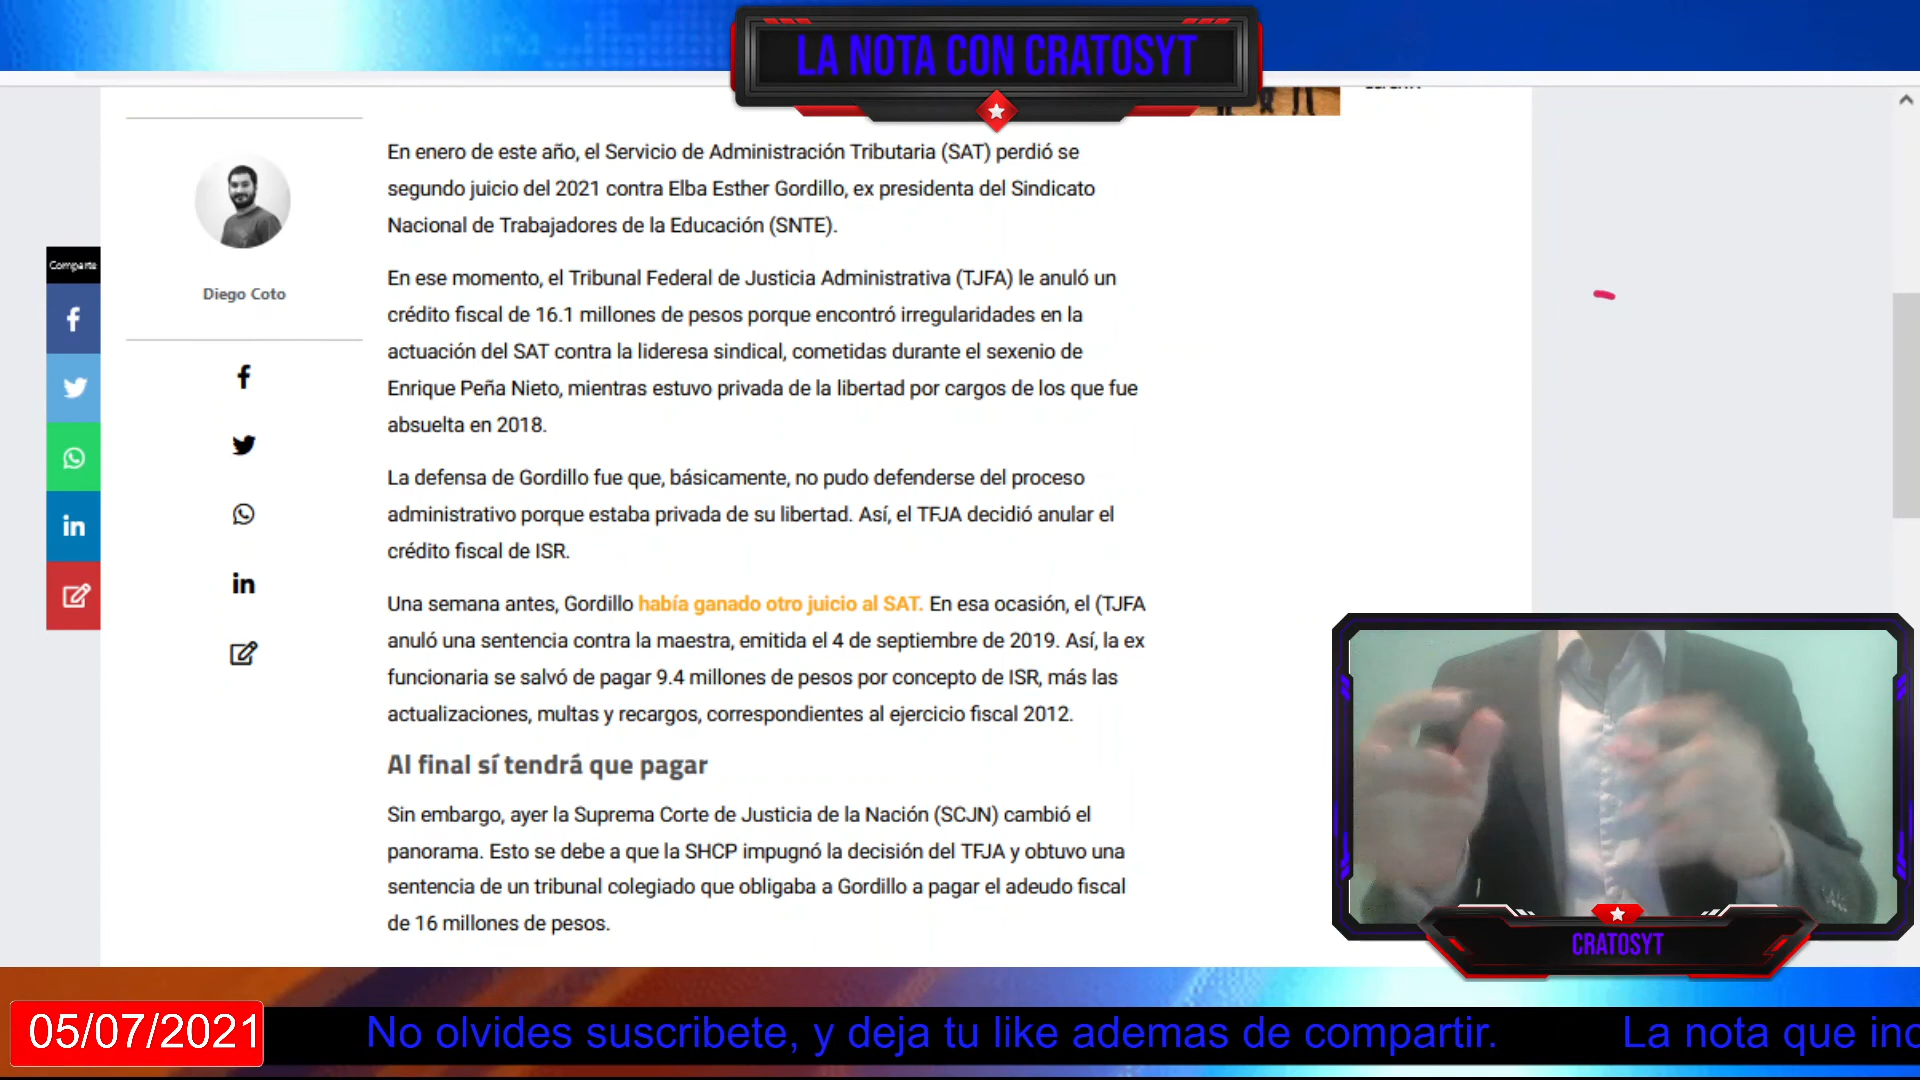 LA NOTA CON CRATOSYT
En enero de este año, el Servicio de Administración Tributaria (SAT) perdió se
segundo juicio del 2021 contra Elba Esther Gordillo, ex presidenta del Sindicato
Nacional de Trabajadores de la Educación (SNTE).
Comparte
Diego Coto
En ese momento, el Tribunal Federal de Justicia Administrativa (TJFA) le anuló un
crédito fiscal de 16.1 millones de pesos porque encontró irregularidades en la
actuación del SAT contra la lideresa sindical, cometidas durante el sexenio de
Enrique Peña Nieto, mientras estuvo privada de la libertad por cargos de los que fue
absuelta en 2018.
La defensa de Gordillo fue que, básicamente, no pudo defenderse del proceso
administrativo porque estaba privada de su libertad. Así, el TFJA decidió anular el
crédito fiscal de ISR.
Una semana antes, Gordillo había ganado otro juicio al SAT. En esa ocasión, el (TJFA
anuló una sentencia contra la maestra, emitida el 4 de septiembre de 2019. Así, la ex
funcionaria se salvó de pagar 9.4 millones de pesos por concepto de ISR, más las
actualizaciones, multas y recargos, correspondientes al ejercicio fiscal 2012.
Al final sí tendrá que pagar
Sin embargo, ayer la Suprema Corte de Justicia de la Nación (SCJN) cambió el
panorama. Esto se debe a que la SHCP impugnó la decisión del TFJA y obtuvo una
sentencia de un tribunal colegiado que obligaba a Gordillo a pagar el adeudo fiscal
de 16 millones de pesos.
CRATOSYT
05/07/2021
No olvides suscribete, y deja tu like ademas de compartir. La nota que inc